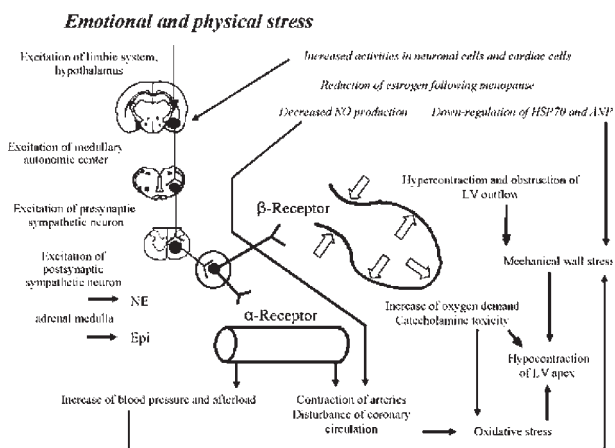 Emotional and physical stress
Excitation of limbic system,
hypothalamus
Increased activities in neuronal cells and cardiac cells
Reduction of estrogen following menopause
Decreased NO production
Down-regulation of HSP70 and ANP
Excitation of medullary
autonomic center
Hypercontraction and obstruction of
LV outflow
Excitation of presynaptic
sympathetic neuron
β-Receptor
Excitation of
postsynaptic
sympathetic neuron
Mechanical wall stress
NE
adrenal medulla
Epi
α-Receptor
Increase of oxygen demand
Catecholamine toxicity
Hypocontraction
of LV apex
Increase of blood pressure and afterload
Contraction of arteries
Disturbance of coronary
circulation
Oxidative stress